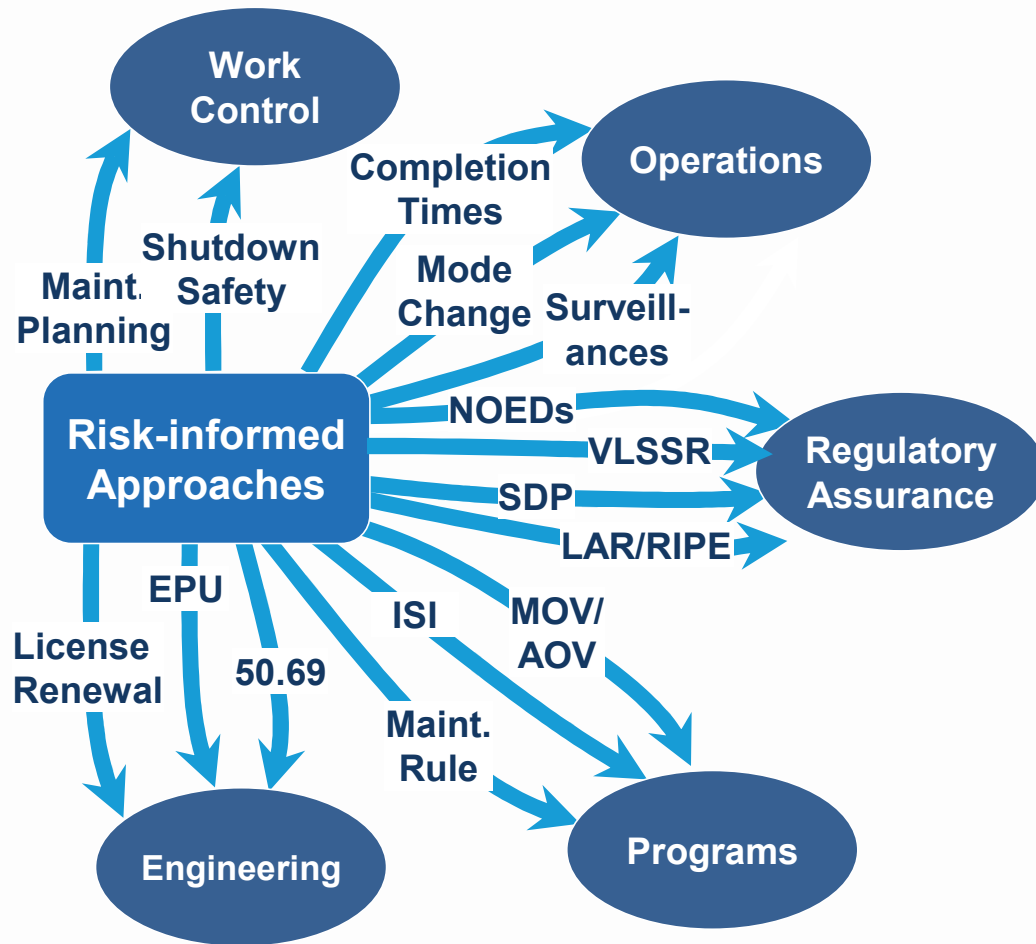 Work
Control
Operations
Completion
Times
Shutdown
Safety
Mode
Change
Maint.
Planning
Surveill-
ances
NOEDs
Risk-informed
Approaches
VLSSR
Regulatory
Assurance
SDP
LAR/RIPE
EPU
ISI
MOV/
AOV
License
Renewal
50.69
Maint.
Rule
Engineering
Programs